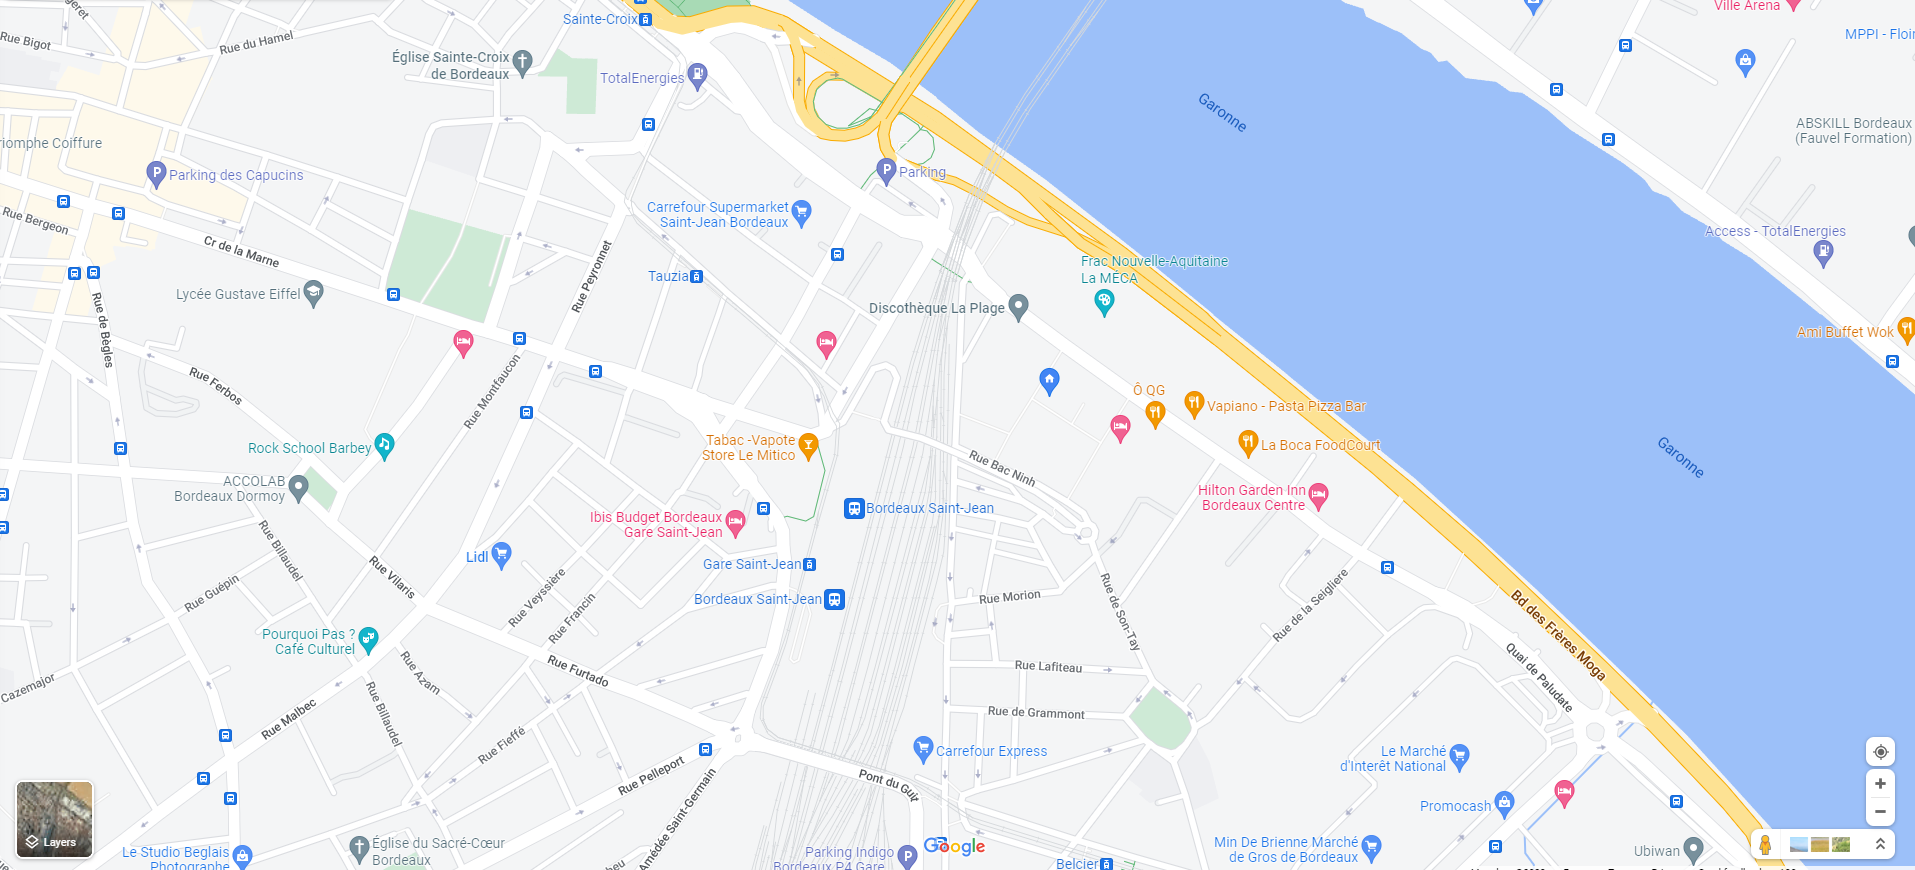 Sainte-Croix
Ville Arena
Rue Bigot
Rue du Hamel
MPPI - Floir
Église Sainte-Croix
de Bordeaux
TotalEnergies
Garonne
ABSKILL Bordeaux
(Fauvel Formation)
riomphe Coiffure
Parking des Capucins
Parking
Carrefour Supermarket
Saint-Jean Bordeaux
Rue Bergeon
Cr de la Marne
Access - TotalEnergies
Rue Peyronnet
Tauzia
Frac Nouvelle-Aquitaine
La MÉCA
Lycée Gustave Eiffel
Discothèque La Plage
Rue de Bègles
Ami Buffet Wok
Rue Ferbos
Rue Montfaucon
Ô QG
Vapiano - Pasta Pizza Bar
Rock School Barbey
Tabac -Vapote
Store Le Mitico
La Boca FoodCourt
Garonne
Rue Bac Ninh
ACCOLAB
Bordeaux Dormoy
Hilton Garden Inn
Bordeaux Centre
Bordeaux Saint-Jean
Ibis Budget Bordeaux
Gare Saint-Jean
Rue Billaudel
Lidl
Gare Saint-Jean
Rue Vilaris
Rue Guépin
Rue Veyssière
Rue Francin
Bordeaux Saint-Jean
Rue Morion
Rue de Son-Tay
Rue de la Seigliere
Bd des Frères Moga
Pourquoi Pas ?
Café Culturel
Rue Azam
Rue Furtado
Rue Lafiteau
Quai de Paludate
Cazemajor
Rue Billaudel
Rue Malbec
Rue de Grammont
Rue Fieffé
Carrefour Express
Le Marché
d'Interêt National
Rue Pelleport
Pont du Guit
Amédée Saint-Germain
Promocash
Layers
Église du Sacré-Cœur
Bordeaux
Le Studio Beglais
Photographe
Parking Indigo
Bordeaux P4 Gare
Google
Belcier
Min De Brienne Marché
de Gros de Bordeaux
Ubiwan